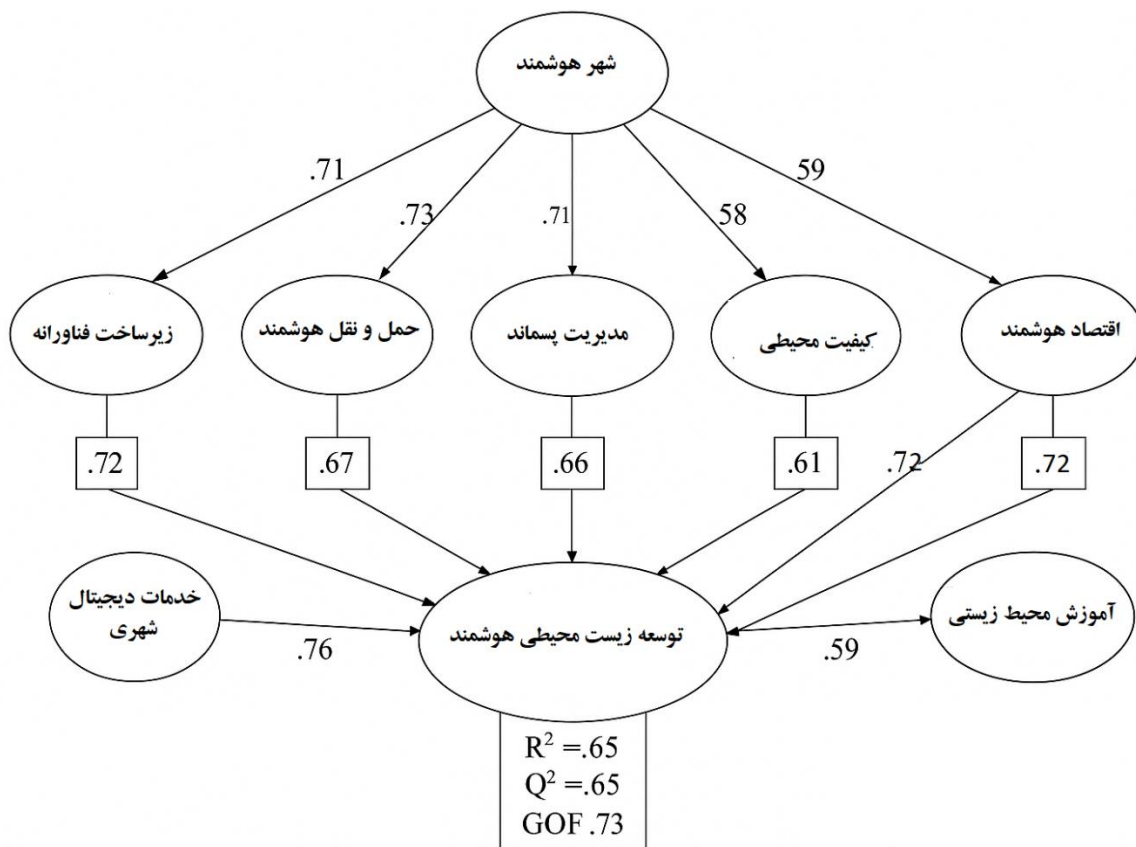 شهر هوشمند
.71
.73
.71
58
59
زیرساخت فناورانه
حمل و نقل هوشمند
مدیریت پسماند
کیفیت محیطی
اقتصاد هوشمند
.72
.67
.66
.61
.72
.72
خدمات دیجیتال
شهری
.76
توسعه زیست محیطی هوشمند
.59
آموزش محیط زیستی
R² =.65
Q² =.65
GOF .73